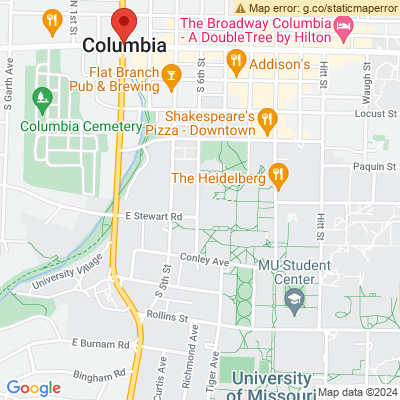 Map error: g.co/staticmaperror
The Broadway Columbia
- A DoubleTree by Hilton
N 1st St
S Garth Ave
Columbia
S 6th St
Addison's
Waugh St
Flat Branch
Pub & Brewing
Columbia Cemetery
Shakespeare's
Pizza - Downtown
Locust St
Paquin St
The Heidelberg
E Stewart Rd
Hitt St
Conley Ave
University Village
S 5th St
MU Student
Center
Rollins St
E Burnam Rd
Richmond Ave
Tiger Ave
Bingham Rd
Curtis Ave
University
of Missouri
Google
Map data ©2024